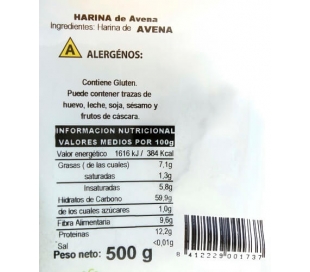 HARINA de Avena
Ingredientes: Harina de AVENA
A ALERGÉNOS:
Contiene Gluten.
Puede contener trazas de
huevo, leche, soja, sésamo y
frutos de cáscara.
INFORMACION NUTRICIONAL
VALORES MEDIOS POR 100g
Valor energético 1616 kJ / 384 Kcal
Grasas ( de las cuales) 7,1g
saturadas 1,3g
Insaturadas 5,8g
Hidratos de Carbono 59,9g
de los cuales azúcares 1,0g
Fibra Alimentaria 9,6g
Proteinas 12,2g
Sal <0,01g
Peso neto: 500 g
8412229001737